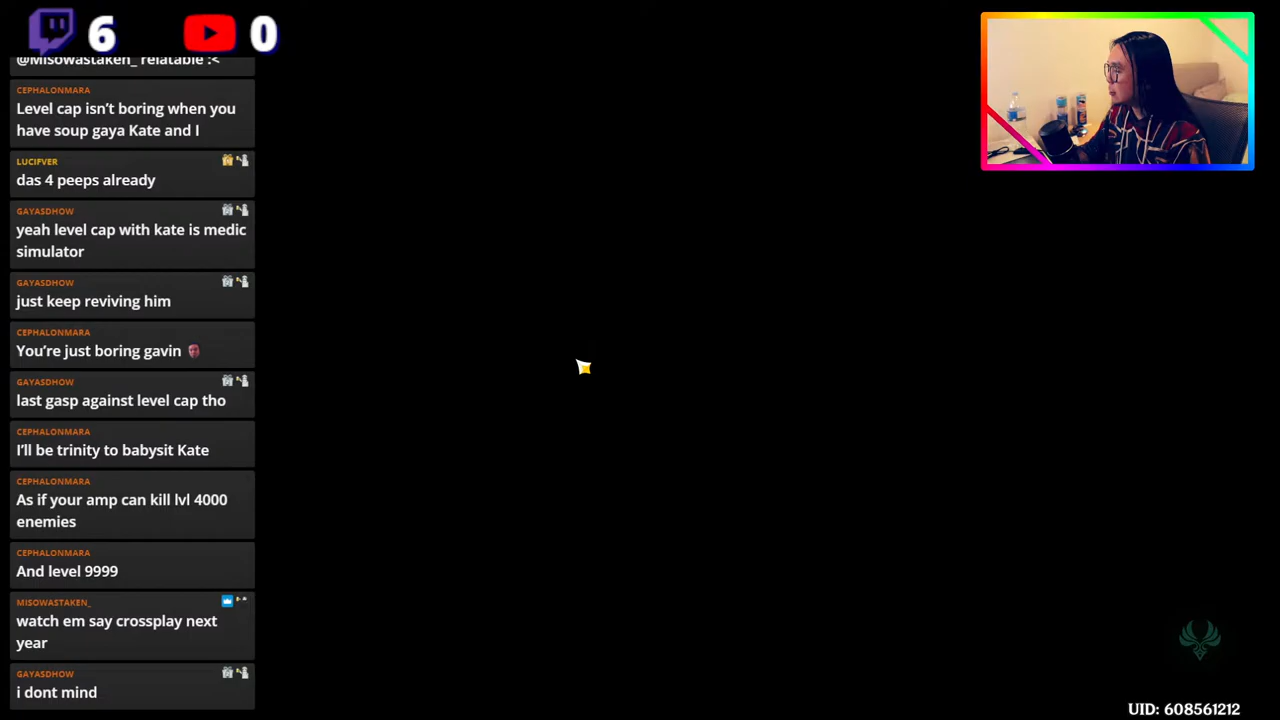 6
0
@Misowastaken_ relatable :<
CEPHALONMARA
Level cap isn't boring when you
have soup gaya Kate and I
LUCIFVER
das 4 peeps already
GAYASDHOW
yeah level cap with kate is medic
simulator
GAYASDHOW
just keep reviving him
CEPHALONMARA
You're just boring gavin
GAYASDHOW
last gasp against level cap tho
CEPHALONMARA
I'll be trinity to babysit Kate
CEPHALONMARA
As if your amp can kill lvl 4000
enemies
CEPHALONMARA
And level 9999
MISOWASTAKEN_
watch em say crossplay next
year
GAYASDHOW
i dont mind
UID: 608561212